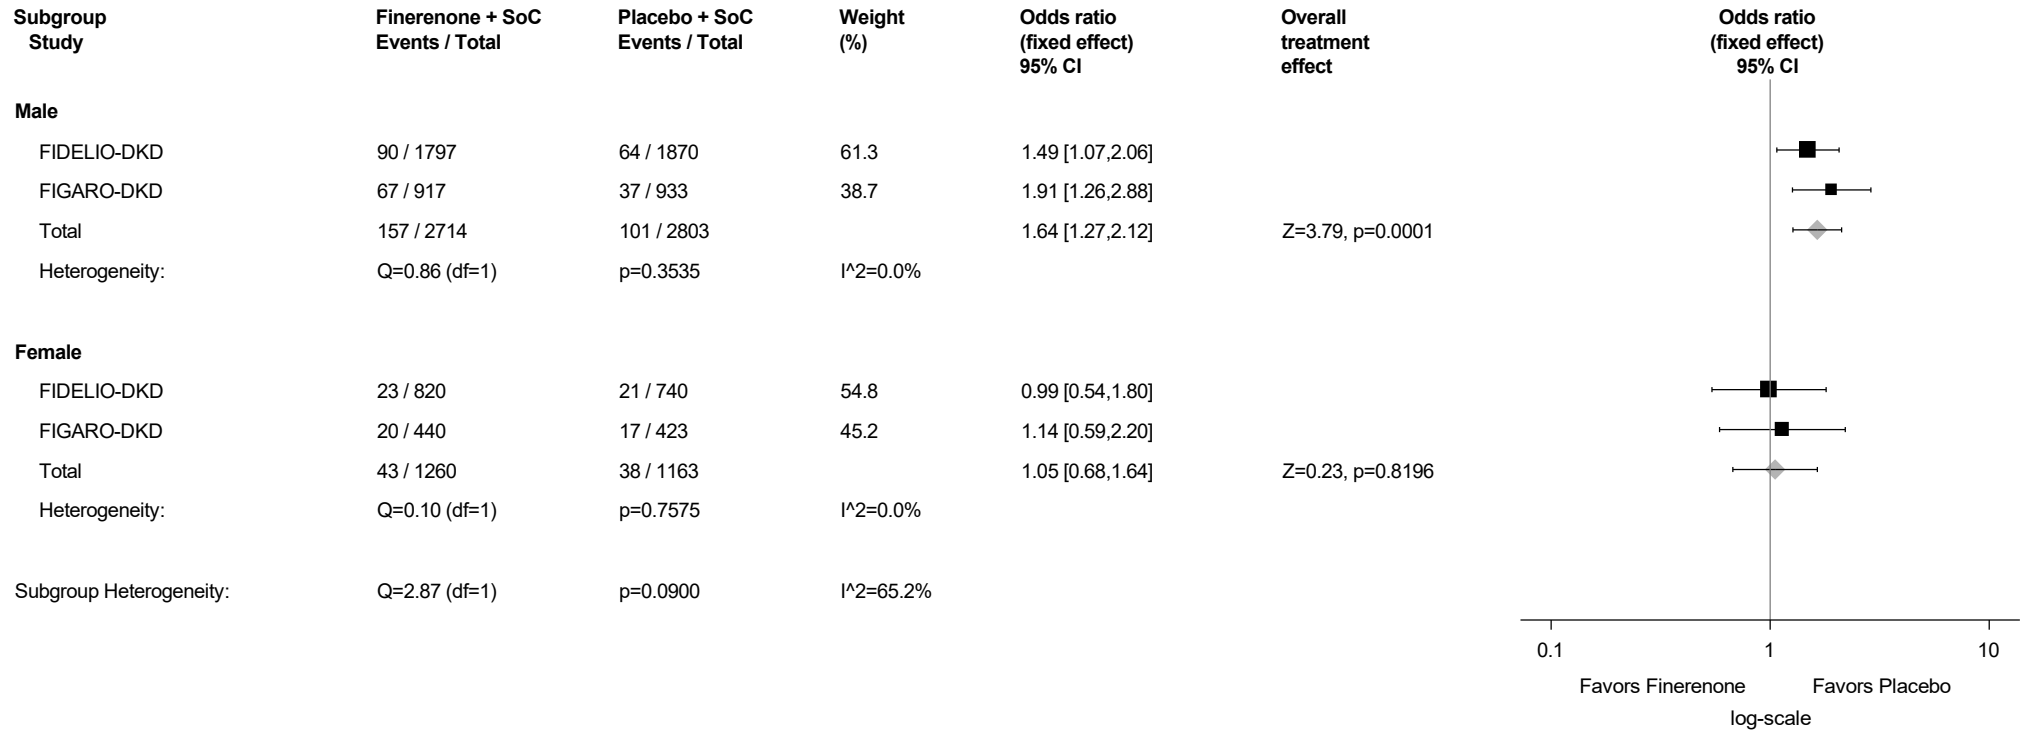 Subgroup Finerenone + SoC Placebo + SoC Weight Odds ratio Overall Odds ratio
Study Events / Total Events / Total (%) (fixed effect) treatment (fixed effect)
95% CI effect 95% CI
Male
FIDELIO-DKD 90 / 1797 64 / 1870 61.3 1.49 [1.07,2.06]
FIGARO-DKD 67 / 917 37 / 933 38.7 1.91 [1.26,2.88]
Total 157 / 2714 101 / 2803 1.64 [1.27,2.12] Z=3.79, p=0.0001
Heterogeneity: Q=0.86 (df=1) p=0.3535 I^2=0.0%
Female
FIDELIO-DKD 23 / 820 21 / 740 54.8 0.99 [0.54,1.80]
FIGARO-DKD 20 / 440 17 / 423 45.2 1.14 [0.59,2.20]
Total 43 / 1260 38 / 1163 1.05 [0.68,1.64] Z=0.23, p=0.8196
Heterogeneity: Q=0.10 (df=1) p=0.7575 I^2=0.0%
Subgroup Heterogeneity: Q=2.87 (df=1) p=0.0900 I^2=65.2%
0.1 1 10
Favors Finerenone Favors Placebo
log-scale